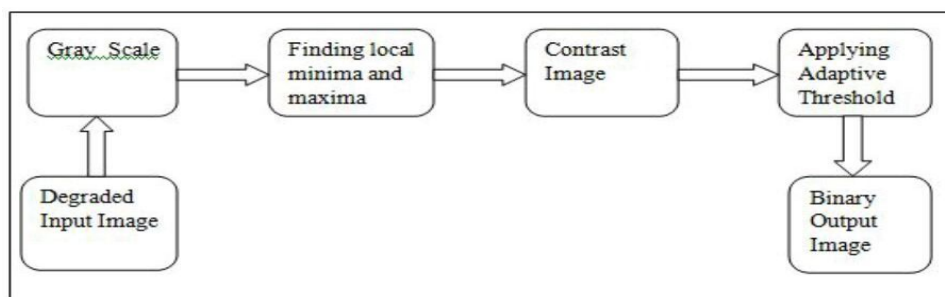 Gray Scale
Finding local
minima and
maxima
Contrast
Image
Applying
Adaptive
Threshold
Degraded
Input Image
Binary
Output
Image